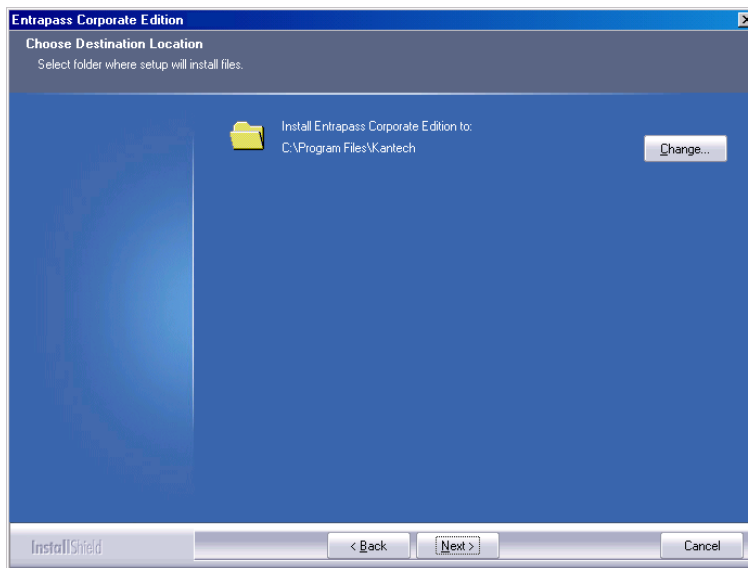 Entrapass Corporate Edition
Choose Destination Location
Select folder where setup will install files.
Install Entrapass Corporate Edition to:
C:\Program Files\Kantech
Change...
InstallShield
< Back
Next >
Cancel